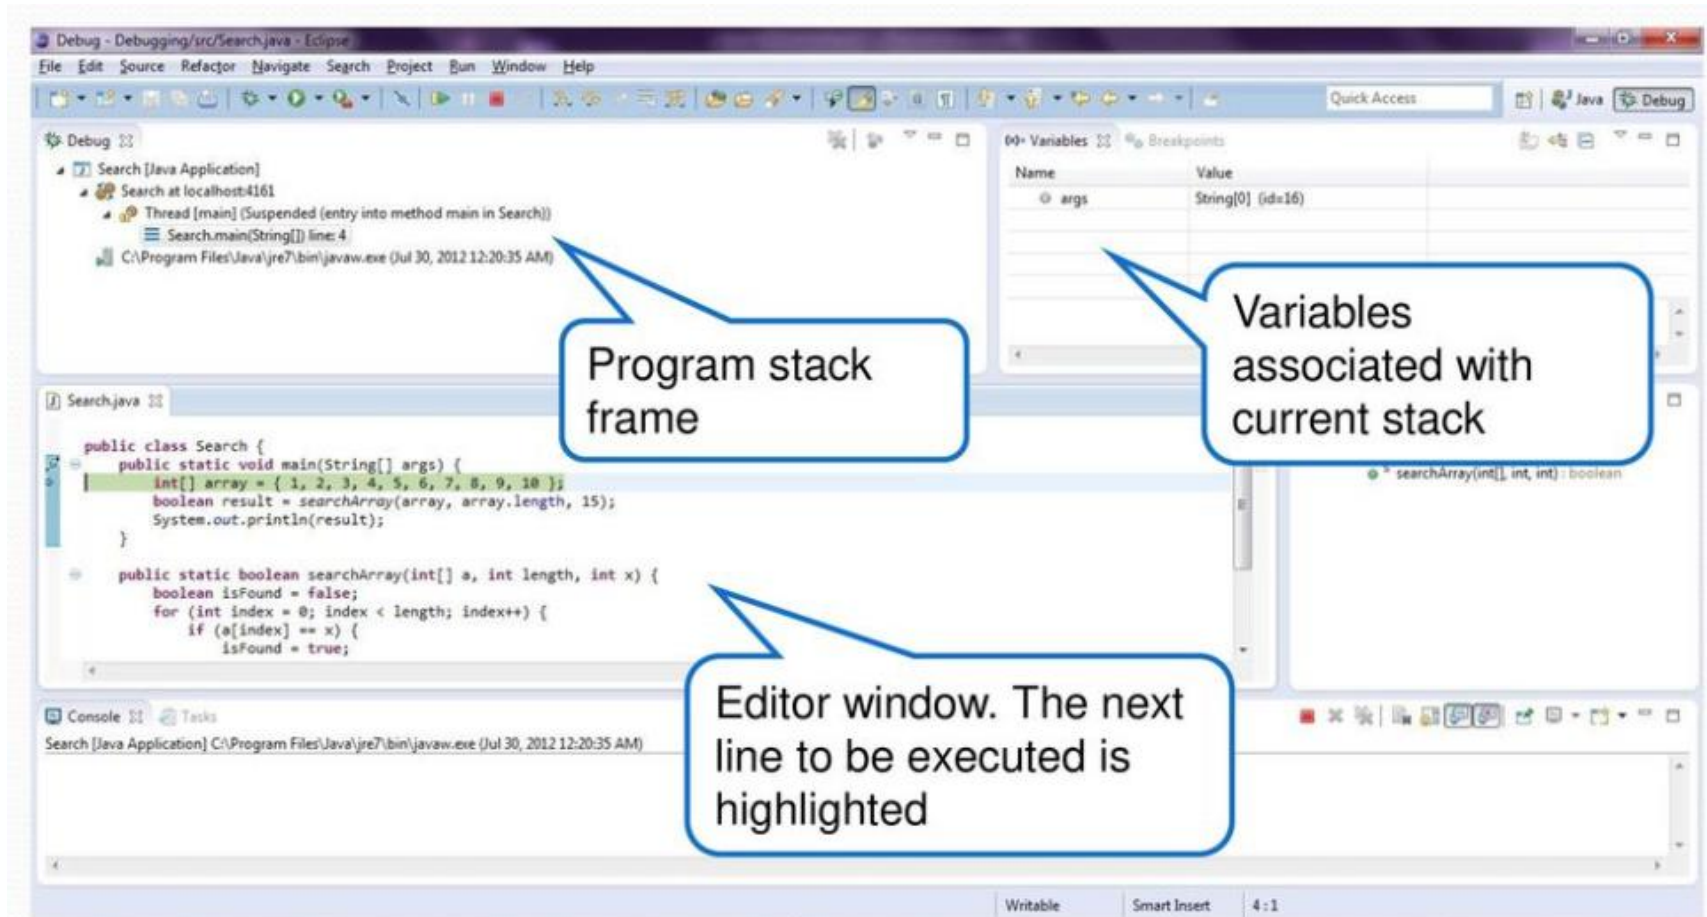 Debug - Debugging/src/Search.java - Eclipse
File Edit Source Refactor Navigate Search Project Run Window Help
Quick Access Java Debug
Debug
Search [Java Application]
Search at localhost:4161
Thread [main] (Suspended (entry into method main in Search))
Search.main(String[]) line: 4
C:\Program Files\Java\jre7\bin\javaw.exe (Jul 30, 2012 12:20:35 AM)
(x)= Variables Breakpoints
Name Value
args String[0] (id=16)
Program stack
frame
Variables
associated with
current stack
Search.java
public class Search {
public static void main(String[] args) {
int[] array = { 1, 2, 3, 4, 5, 6, 7, 8, 9, 10 };
boolean result = searchArray(array, array.length, 15);
System.out.println(result);
}
public static boolean searchArray(int[] a, int length, int x) {
boolean isFound = false;
for (int index = 0; index < length; index++) {
if (a[index] == x) {
isFound = true;
searchArray(int[], int, int) : boolean
Editor window. The next
line to be executed is
highlighted
Console Tasks
Search [Java Application] C:\Program Files\Java\jre7\bin\javaw.exe (Jul 30, 2012 12:20:35 AM)
Writable Smart Insert 4 : 1